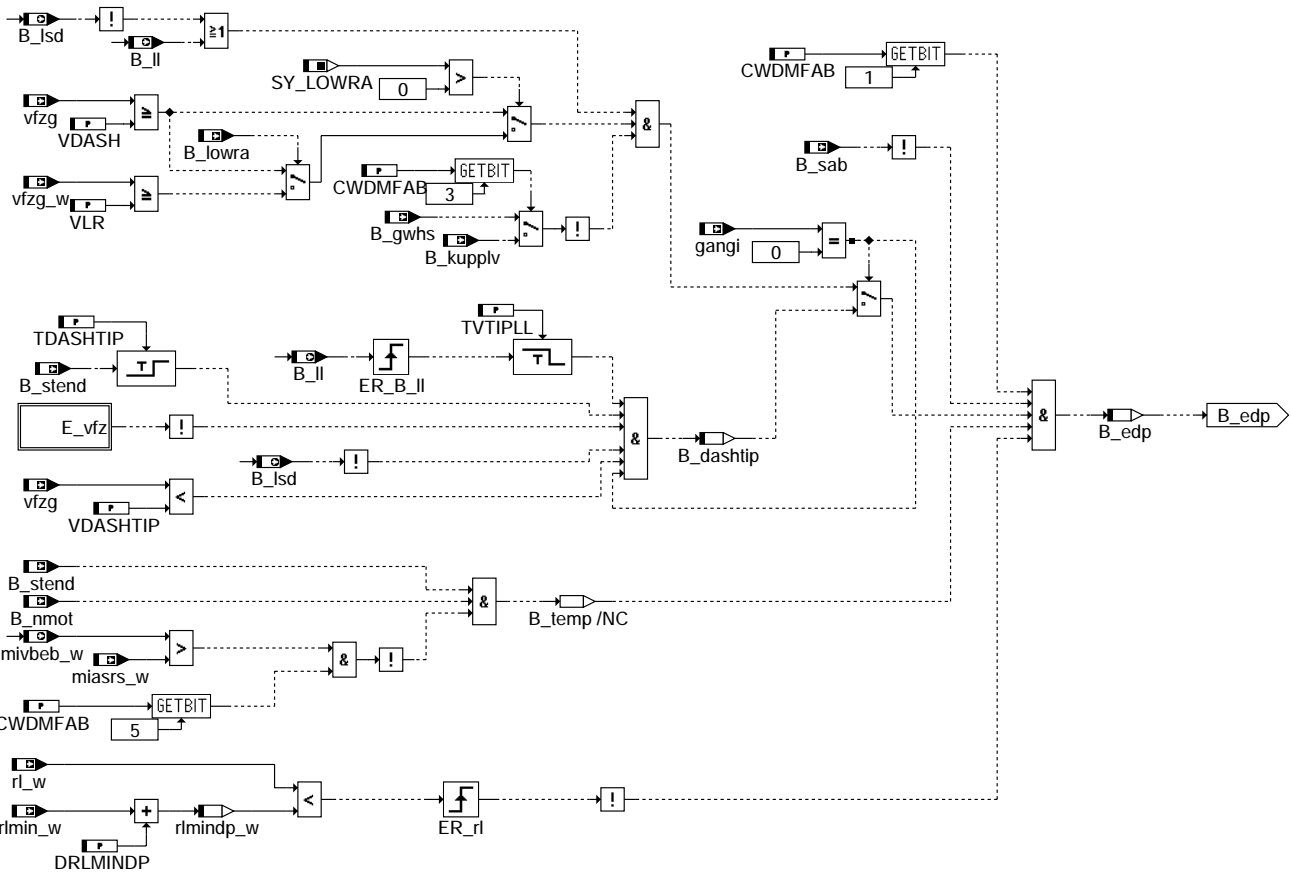 B_lsd
!
B_ll
≥1
SY_LOWRA
0
>
CWDMFAB
GETBIT
1
vfzg
VDASH
≥
B_lowra
&
B_sab
!
vfzg_w
VLR
≥
CWDMFAB
GETBIT
3
B_gwhs
B_kupplv
!
gangi
0
=
TDASHTIP
B_stend
T
TVTIPLL
T
B_ll
ER_B_ll
E_vfz
!
B_lsd
!
&
B_dashtip
&
B_edp
B_edp
vfzg
VDASHTIP
<
B_stend
B_nmot
&
B_temp /NC
mivbeb_w
miasrs_w
>
&
!
CWDMFAB
GETBIT
5
rl_w
rlmin_w
+
rlmindp_w
DRLMINDP
<
ER_rl
!